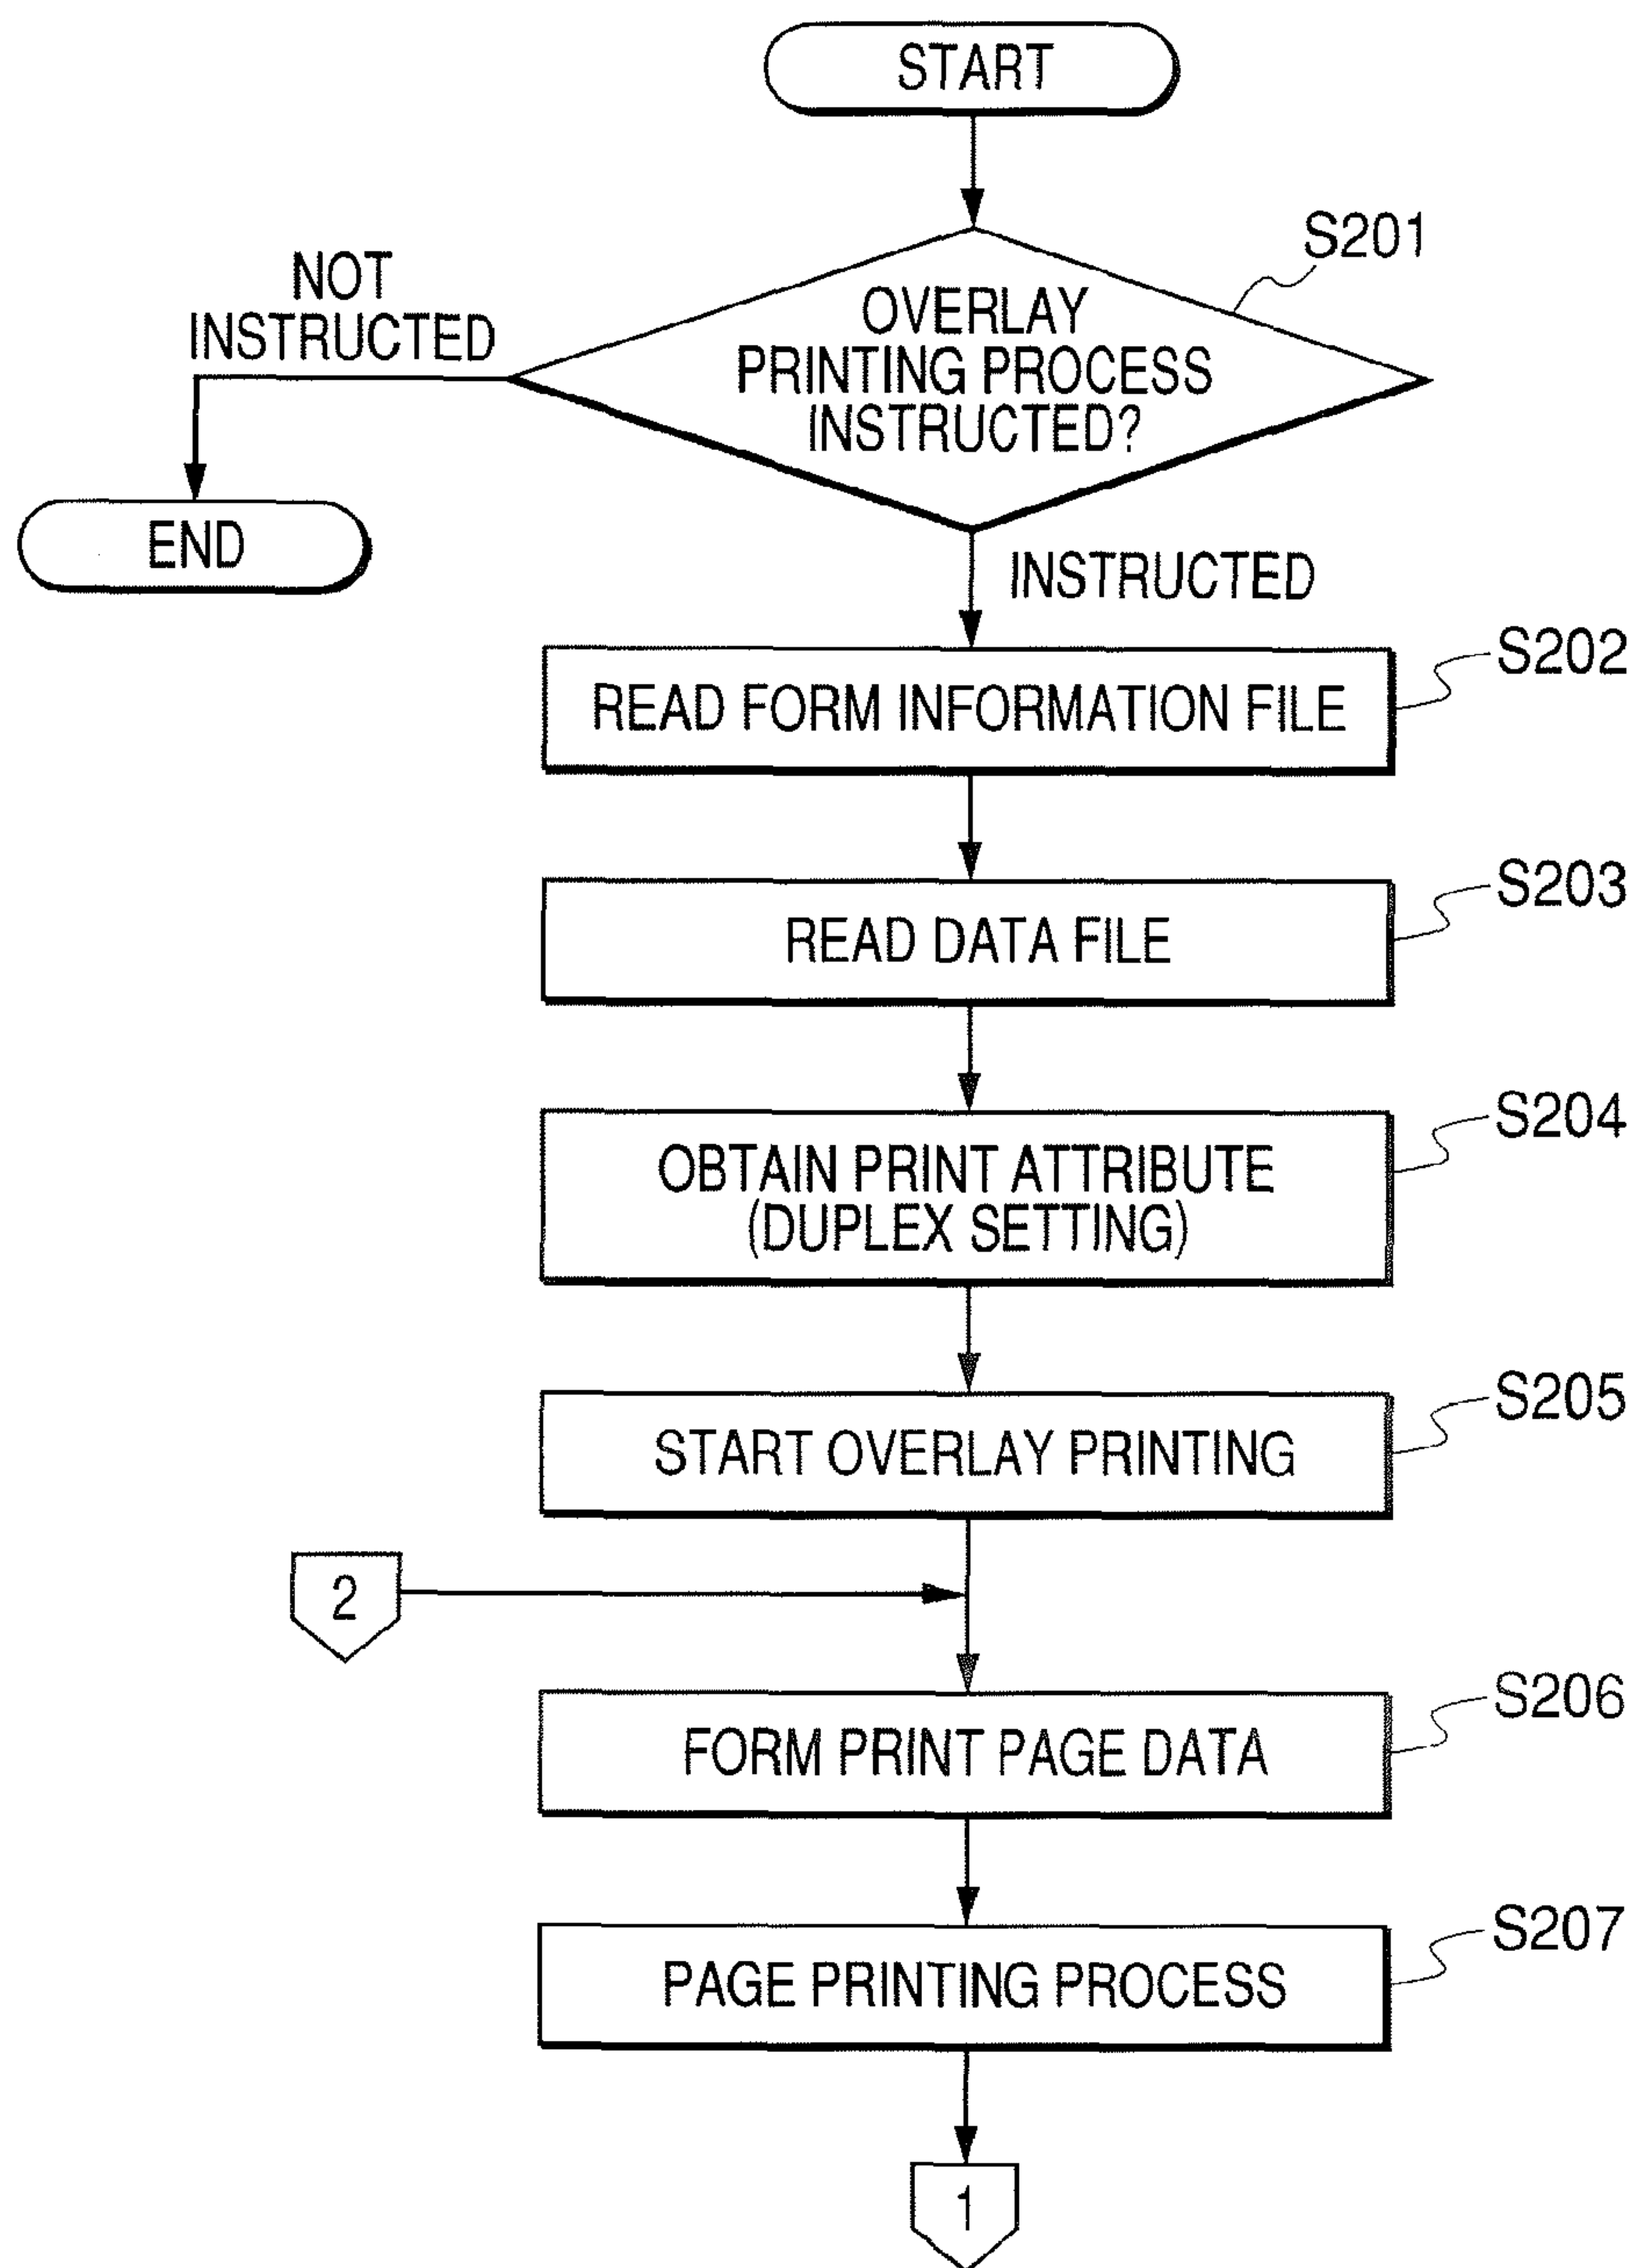 START
S201
NOT
INSTRUCTED
OVERLAY
PRINTING PROCESS
INSTRUCTED?
END
INSTRUCTED
S202
READ FORM INFORMATION FILE
S203
READ DATA FILE
S204
OBTAIN PRINT ATTRIBUTE
(DUPLEX SETTING)
S205
START OVERLAY PRINTING
2
S206
FORM PRINT PAGE DATA
S207
PAGE PRINTING PROCESS
1